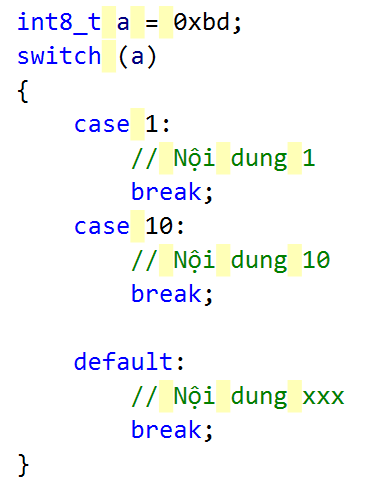 int8_t a = 0xbd;
switch (a)
{
    case 1:
        // Nội dung 1
        break;
    case 10:
        // Nội dung 10
        break;

    default:
        // Nội dung xxx
        break;
}